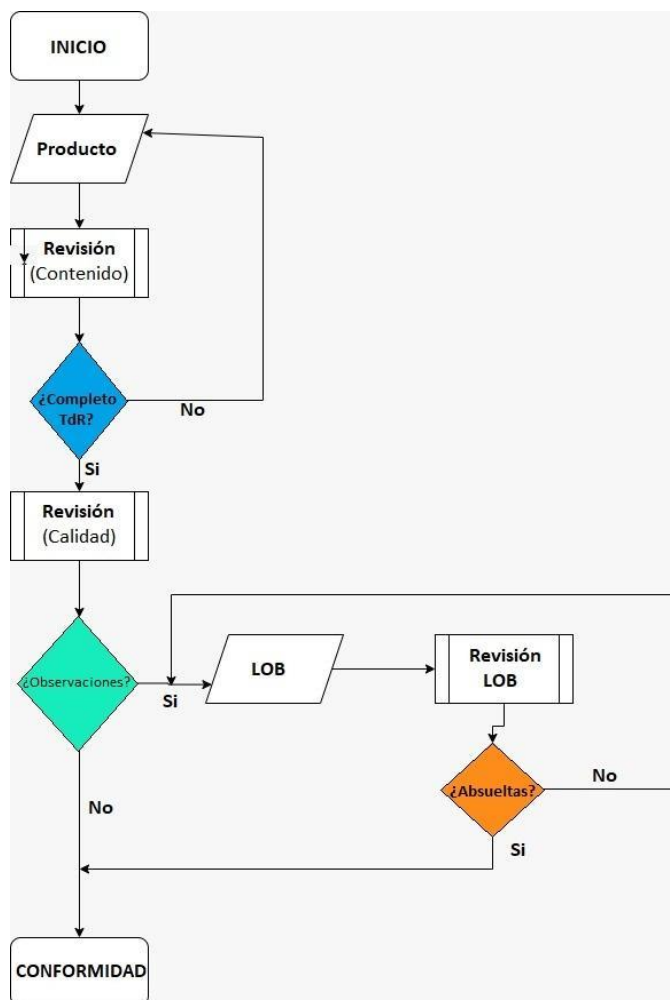 INICIO
Producto
Revisión
(Contenido)
¿Completo
TdR?
No
Si
Revisión
(Calidad)
¿Observaciones?
Si
LOB
Revisión
LOB
¿Absueltas?
No
No
Si
CONFORMIDAD